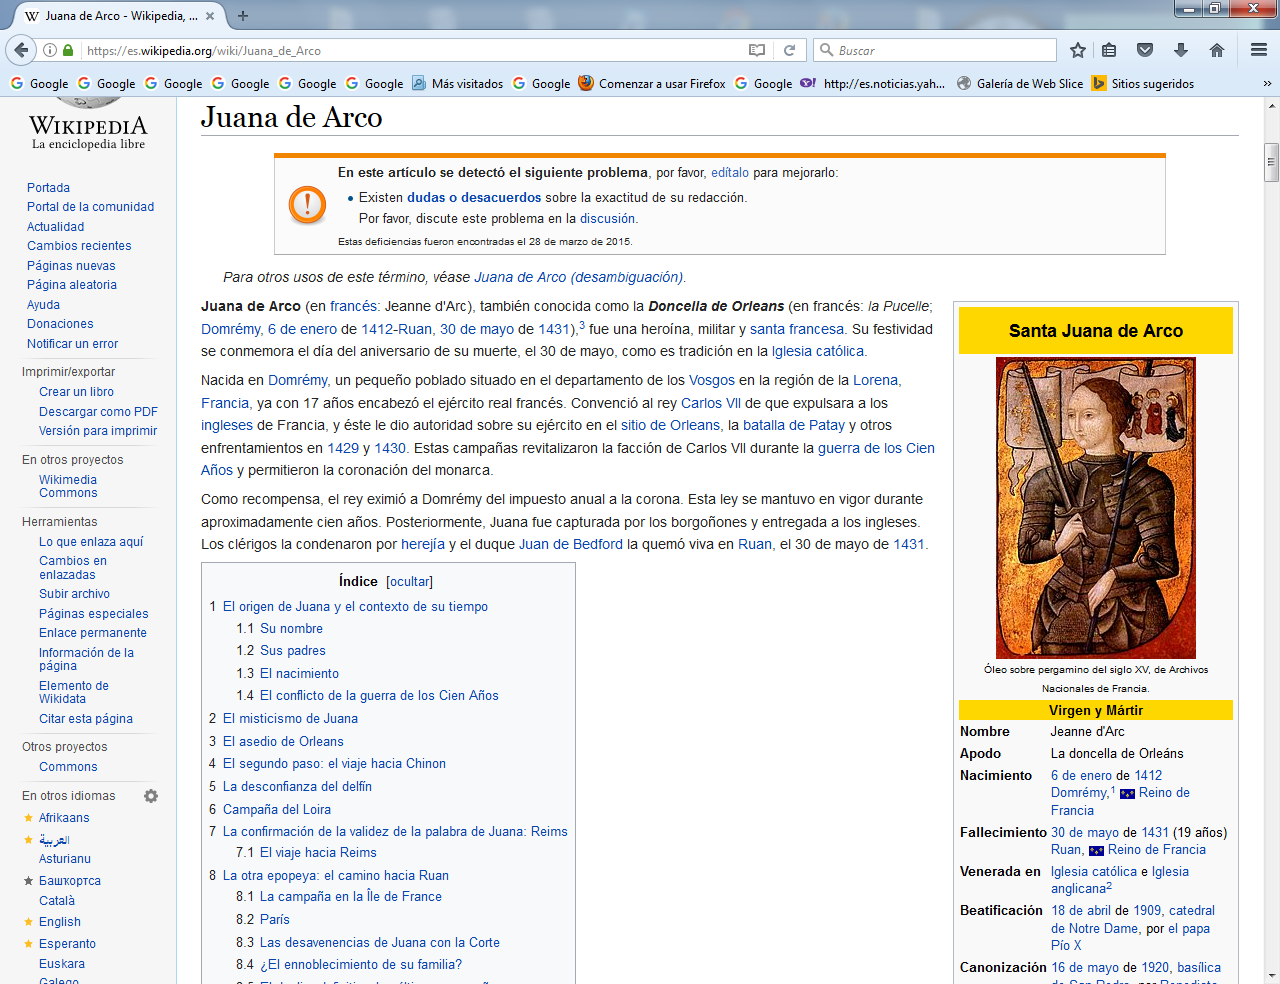 Juana de Arco - Wikipedia, ...
https://es.wikipedia.org/wiki/Juana_de_Arco
Buscar
Google
Google
Google
Google
Google
Google
Más visitados
Google
Comenzar a usar Firefox
Google
http://es.noticias.yah...
Galería de Web Slice
Sitios sugeridos
WIKIPEDIA
La enciclopedia libre
Portada
Portal de la comunidad
Actualidad
Cambios recientes
Páginas nuevas
Página aleatoria
Ayuda
Donaciones
Notificar un error
Imprimir/exportar
Crear un libro
Descargar como PDF
Versión para imprimir
En otros proyectos
Wikimedia
Commons
Herramientas
Lo que enlaza aquí
Cambios en
enlazadas
Subir archivo
Páginas especiales
Enlace permanente
Información de la
página
Elemento de
Wikidata
Citar esta página
Otros proyectos
Commons
En otros idiomas
Afrikaans
العربية
Asturianu
Башҡортса
Català
English
Esperanto
Euskara
Galego
Juana de Arco
En este artículo se detectó el siguiente problema, por favor, edítalo para mejorarlo:
• Existen dudas o desacuerdos sobre la exactitud de su redacción.
Por favor, discute este problema en la discusión.
Estas deficiencias fueron encontradas el 28 de marzo de 2015.
Para otros usos de este término, véase Juana de Arco (desambiguación).
Juana de Arco (en francés: Jeanne d'Arc), también conocida como la Doncella de Orleans (en francés: la Pucelle;
Domrémy, 6 de enero de 1412-Ruan, 30 de mayo de 1431),3 fue una heroína, militar y santa francesa. Su festividad
se conmemora el día del aniversario de su muerte, el 30 de mayo, como es tradición en la Iglesia católica.
Nacida en Domrémy, un pequeño poblado situado en el departamento de los Vosgos en la región de la Lorena,
Francia, ya con 17 años encabezó el ejército real francés. Convenció al rey Carlos VII de que expulsara a los
ingleses de Francia, y éste le dio autoridad sobre su ejército en el sitio de Orleans, la batalla de Patay y otros
enfrentamientos en 1429 y 1430. Estas campañas revitalizaron la facción de Carlos VII durante la guerra de los Cien
Años y permitieron la coronación del monarca.
Como recompensa, el rey eximió a Domrémy del impuesto anual a la corona. Esta ley se mantuvo en vigor durante
aproximadamente cien años. Posteriormente, Juana fue capturada por los borgoñones y entregada a los ingleses.
Los clérigos la condenaron por herejía y el duque Juan de Bedford la quemó viva en Ruan, el 30 de mayo de 1431.
Índice [ocultar]
1 El origen de Juana y el contexto de su tiempo
1.1 Su nombre
1.2 Sus padres
1.3 El nacimiento
1.4 El conflicto de la guerra de los Cien Años
2 El misticismo de Juana
3 El asedio de Orleans
4 El segundo paso: el viaje hacia Chinon
5 La desconfianza del delfín
6 Campaña del Loira
7 La confirmación de la validez de la palabra de Juana: Reims
7.1 El viaje hacia Reims
8 La otra epopeya: el camino hacia Ruan
8.1 La campaña en la Île de France
8.2 París
8.3 Las desavenencias de Juana con la Corte
8.4 ¿El ennoblecimiento de su familia?
Santa Juana de Arco
Óleo sobre pergamino del siglo XV, de Archivos
Nacionales de Francia.
Virgen y Mártir
Nombre Jeanne d'Arc
Apodo La doncella de Orleáns
Nacimiento 6 de enero de 1412
Domrémy,1 Reino de
Francia
Fallecimiento 30 de mayo de 1431 (19 años)
Ruan, Reino de Francia
Venerada en Iglesia católica e Iglesia
anglicana2
Beatificación 18 de abril de 1909, catedral
de Notre Dame, por el papa
Pío X
Canonización 16 de mayo de 1920, basílica
de San Pedro, por Benedicto